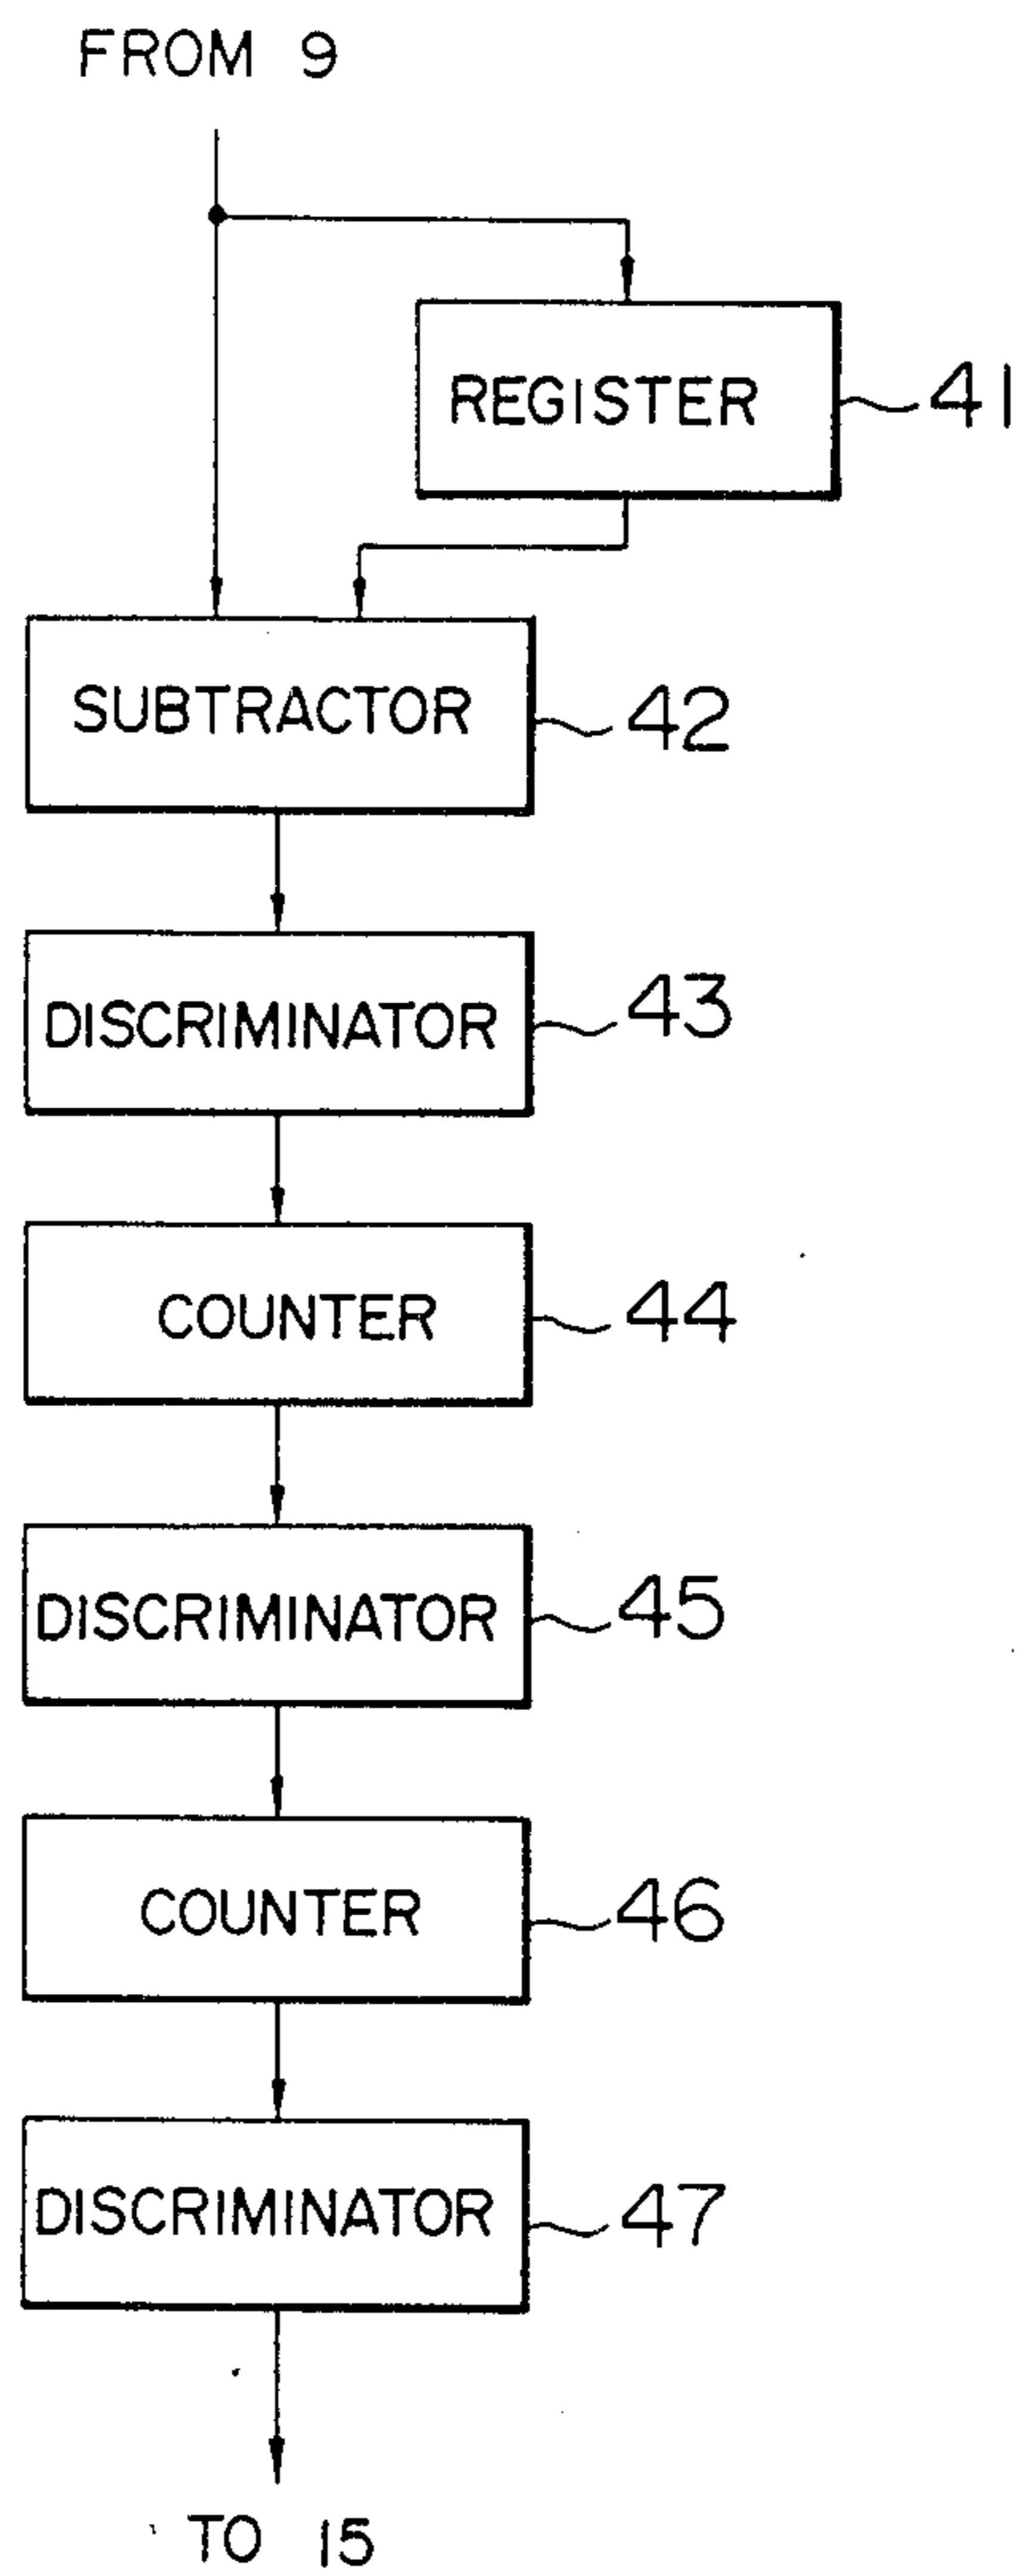 FROM 9
REGISTER 41
SUBTRACTOR 42
DISCRIMINATOR 43
COUNTER 44
DISCRIMINATOR 45
COUNTER 46
DISCRIMINATOR 47
TO 15